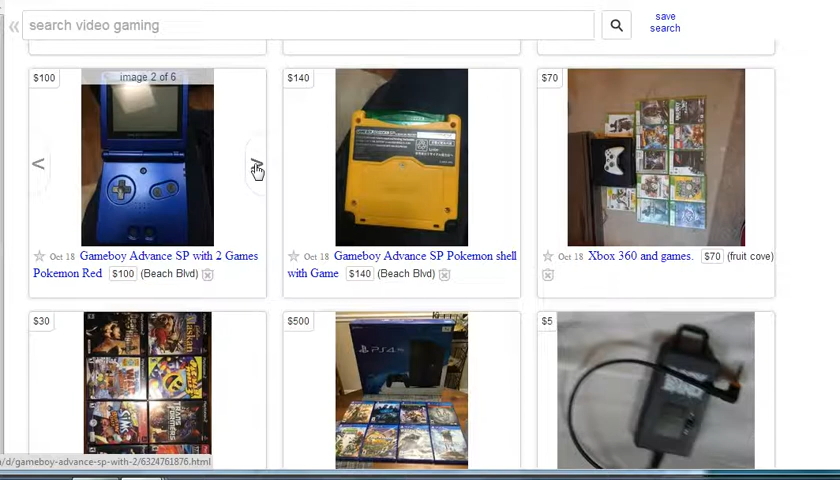 « search video gaming save
search
$100 image 2 of 6 $140 $70
< >
Oct 18 Gameboy Advance SP with 2 Games
Pokemon Red $100 (Beach Blvd)
Oct 18 Gameboy Advance SP Pokemon shell
with Game $140 (Beach Blvd)
Oct 18 Xbox 360 and games. $70 (fruit cove)
$30 $500 $5
PS4 PRO
/d/gameboy-advance-sp-with-2/6324761876.html